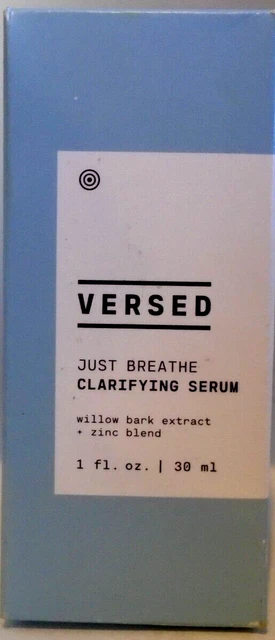 VERSED
JUST BREATHE
CLARIFYING SERUM
willow bark extract
+ zinc blend
1 fl. oz. | 30 ml